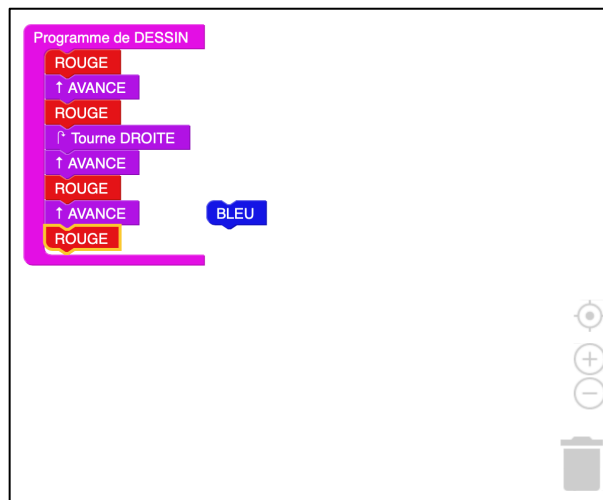 Programme de DESSIN
ROUGE
↑ AVANCE
ROUGE
↱ Tourne DROITE
↑ AVANCE
ROUGE
↑ AVANCE
BLEU
ROUGE